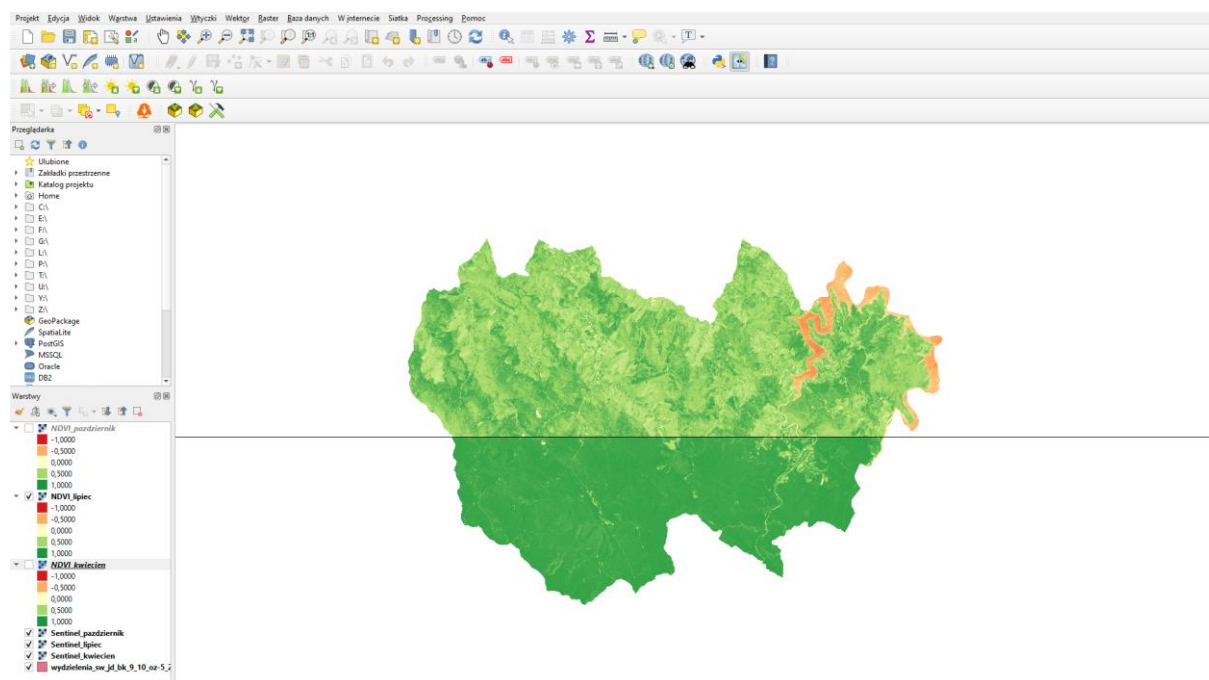 Projekt Edycja Widok Warstwa Ustawienia Wtyczki Wektor Raster Baza danych W internecie Siatka Processing Pomoc
Przeglądarka
Ulubione
Zakładki przestrzenne
Katalog projektu
Home
C:\
E:\
F:\
G:\
L:\
P:\
T:\
U:\
Y:\
Z:\
GeoPackage
SpatiaLite
PostGIS
MSSQL
Oracle
DB2
Warstwy
NDVI_pazdziernik
-1,0000
-0,5000
0,0000
0,5000
1,0000
NDVI_lipiec
-1,0000
-0,5000
0,0000
0,5000
1,0000
NDVI_kwiecien
-1,0000
-0,5000
0,0000
0,5000
1,0000
Sentinel_pazdziernik
Sentinel_lipiec
Sentinel_kwiecien
wydzielenia_sw_jd_bk_9_10_oz-5_Z